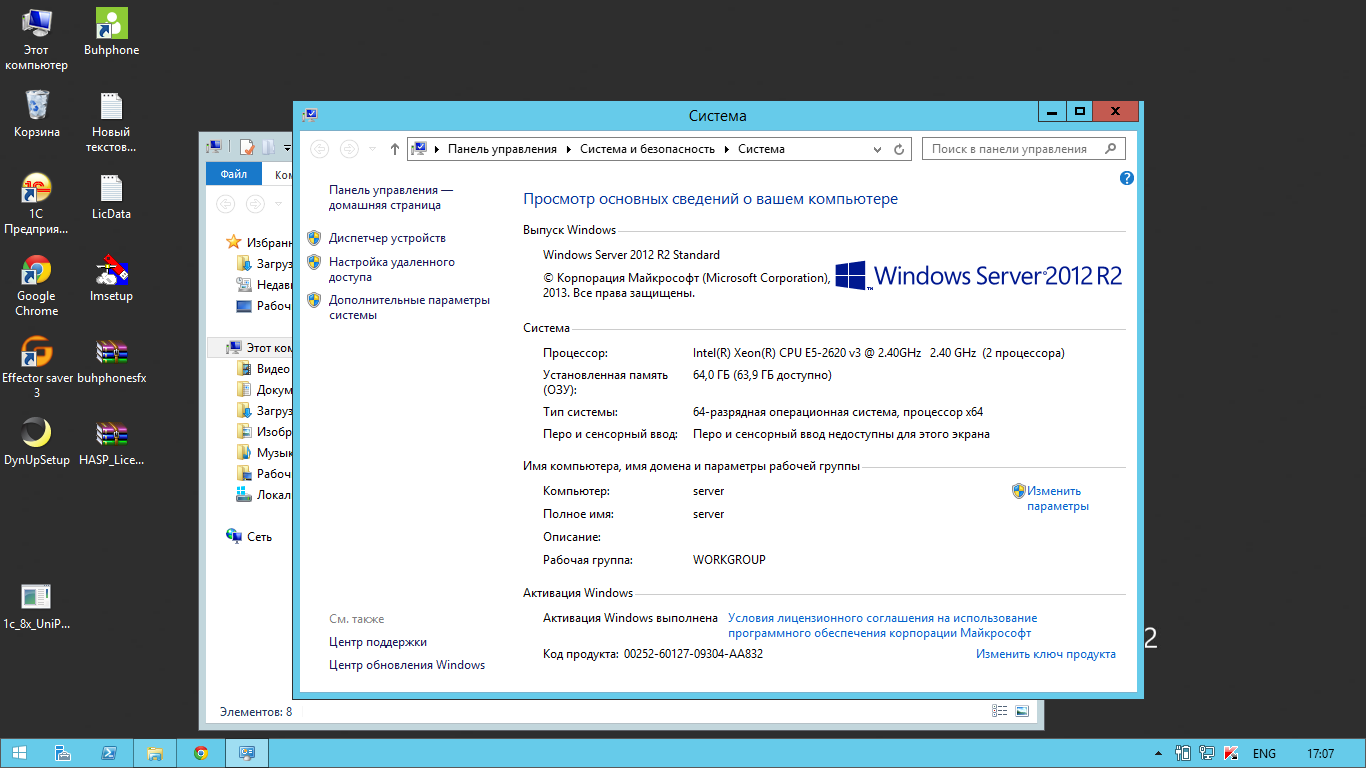 Этот
компьютер
Buhphone
Корзина
Новый
текстов...
1С
Предприя...
LicData
Google
Chrome
lmsetup
Effector saver
3
buhphonesfx
DynUpSetup
HASP_Lice...
1c_8x_UniP...
Файл
Ком
Избранн
Загруз
Недавн
Рабоч
Этот ком
Видео
Докум
Загруз
Изобр
Музык
Рабоч
Локал
Сеть
Элементов: 8
Система
Панель управления
Система и безопасность
Система
Поиск в панели управления
Панель управления —
домашняя страница
Диспетчер устройств
Настройка удаленного
доступа
Дополнительные параметры
системы
См. также
Центр поддержки
Центр обновления Windows
Просмотр основных сведений о вашем компьютере
Выпуск Windows
Windows Server 2012 R2 Standard
© Корпорация Майкрософт (Microsoft Corporation),
2013. Все права защищены.
Windows Server 2012 R2
Система
Процессор: Intel(R) Xeon(R) CPU E5-2620 v3 @ 2.40GHz 2.40 GHz (2 процессора)
Установленная память
(ОЗУ):
64,0 ГБ (63,9 ГБ доступно)
Тип системы: 64-разрядная операционная система, процессор x64
Перо и сенсорный ввод: Перо и сенсорный ввод недоступны для этого экрана
Имя компьютера, имя домена и параметры рабочей группы
Компьютер: server
Изменить
параметры
Полное имя: server
Описание:
Рабочая группа: WORKGROUP
Активация Windows
Активация Windows выполнена
Условия лицензионного соглашения на использование
программного обеспечения корпорации Майкрософт
Код продукта: 00252-60127-09304-AA832
Изменить ключ продукта
2
ENG
17:07